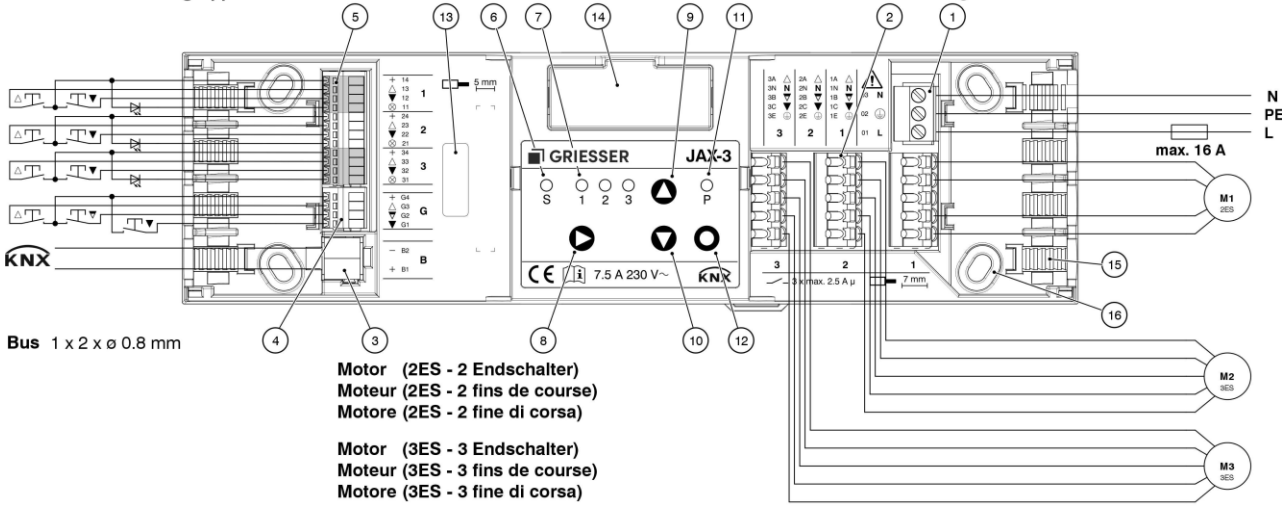 5 13 6 7 14 9 11 2 1
+ 14
△ 13
▼ 12
⊗ 11
1
+ 24
△ 23
▼ 22
⊗ 21
2
+ 34
△ 33
▼ 32
⊗ 31
3
+ G4
△ G3
G2
▼ G1
G
− B2
+ B1
B
5 mm
GRIESSER JAX-3
S 1 2 3 P
CE i 7.5 A 230 V~ KNX
3A △ 2A △ 1A △
3N N 2N N 1N N 03 N
3B 2B 1B
3C ▼ 2C ▼ 1C ▼ 02
3E 2E 1E 01 L
3 2 1
3 2 1
3 x max. 2.5 A µ 7 mm
N
PE
L
max. 16 A
M1
2ES
15
16
KNX
4 3 8 10 12
Bus 1 x 2 x ø 0.8 mm
Motor (2ES - 2 Endschalter)
Moteur (2ES - 2 fins de course)
Motore (2ES - 2 fine di corsa)
Motor (3ES - 3 Endschalter)
Moteur (3ES - 3 fins de course)
Motore (3ES - 3 fine di corsa)
M2
3ES
M3
3ES